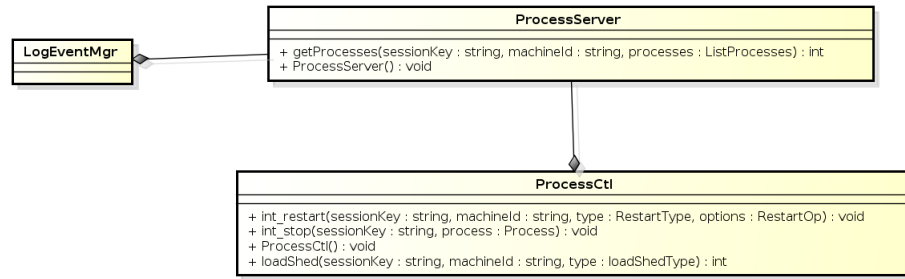 ProcessServer
LogEventMgr
+ getProcesses(sessionKey : string, machineId : string, processes : ListProcesses) : int
+ ProcessServer() : void
ProcessCtl
+ int_restart(sessionKey : string, machineId : string, type : RestartType, options : RestartOp) : void
+ int_stop(sessionKey : string, process : Process) : void
+ ProcessCtl() : void
+ loadShed(sessionKey : string, machineId : string, type : loadShedType) : int